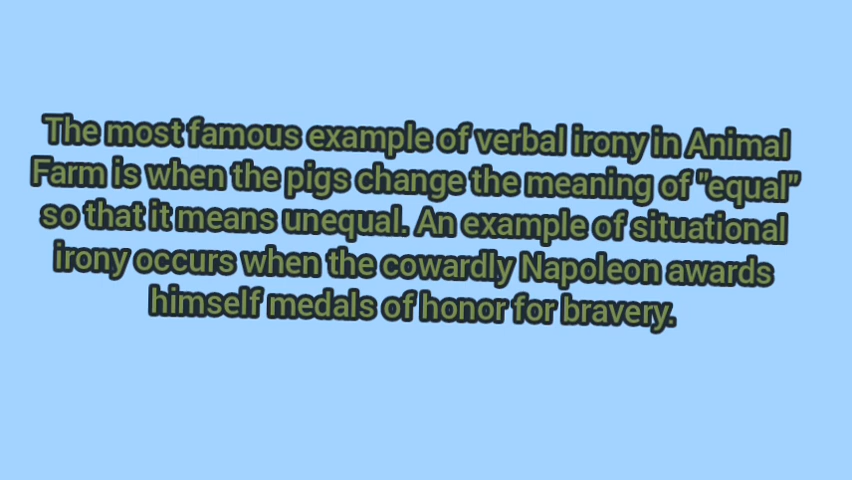 The most famous example of verbal irony in Animal
Farm is when the pigs change the meaning of "equal"
so that it means unequal. An example of situational
irony occurs when the cowardly Napoleon awards
himself medals of honor for bravery.